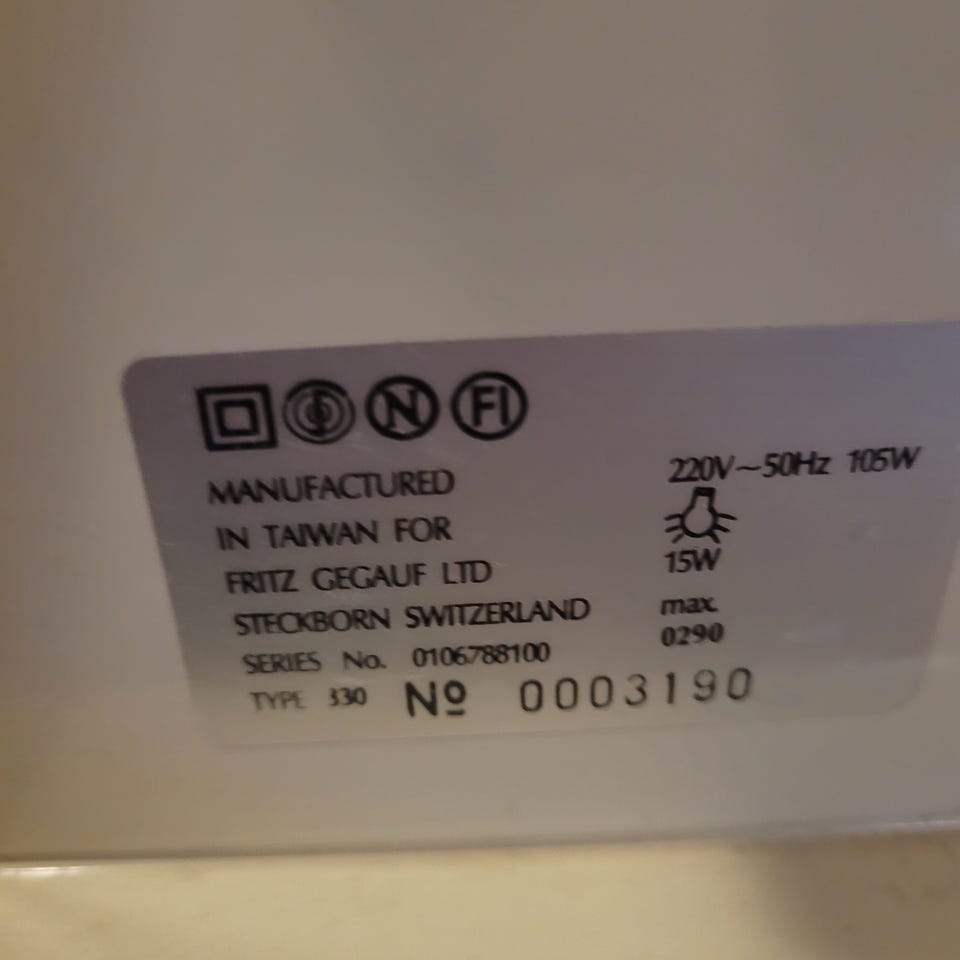 N FI
MANUFACTURED
IN TAIWAN FOR
FRITZ GEGAUF LTD
STECKBORN SWITZERLAND
SERIES No. 0106788100
TYPE 330 Nº 0003190
220V~50Hz 105W
15W
max.
0290